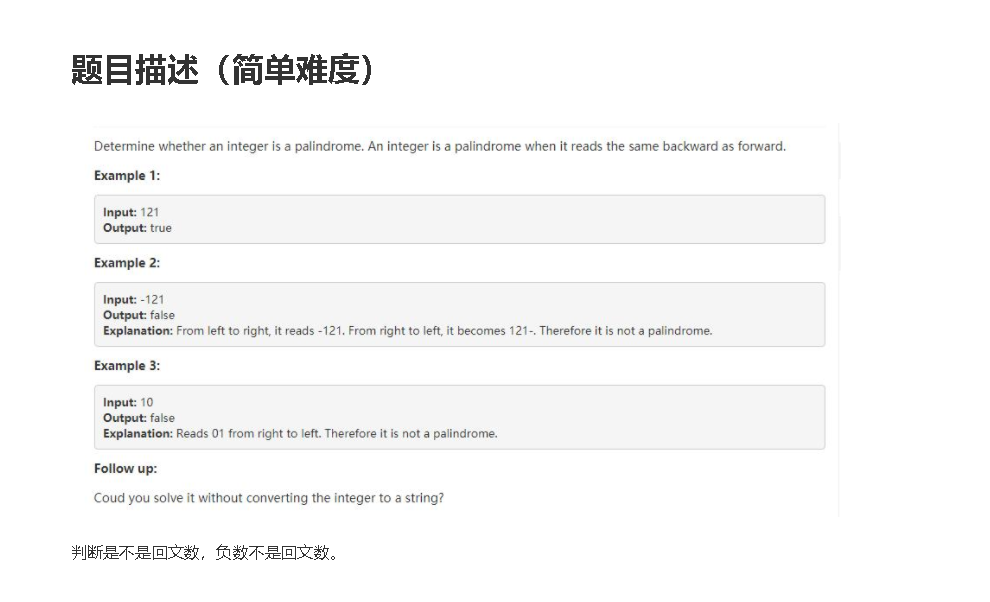 题目描述（简单难度）
Determine whether an integer is a palindrome. An integer is a palindrome when it reads the same backward as forward.
Example 1:
Input: 121
Output: true
Example 2:
Input: -121
Output: false
Explanation: From left to right, it reads -121. From right to left, it becomes 121-. Therefore it is not a palindrome.
Example 3:
Input: 10
Output: false
Explanation: Reads 01 from right to left. Therefore it is not a palindrome.
Follow up:
Coud you solve it without converting the integer to a string?
判断是不是回文数，负数不是回文数。